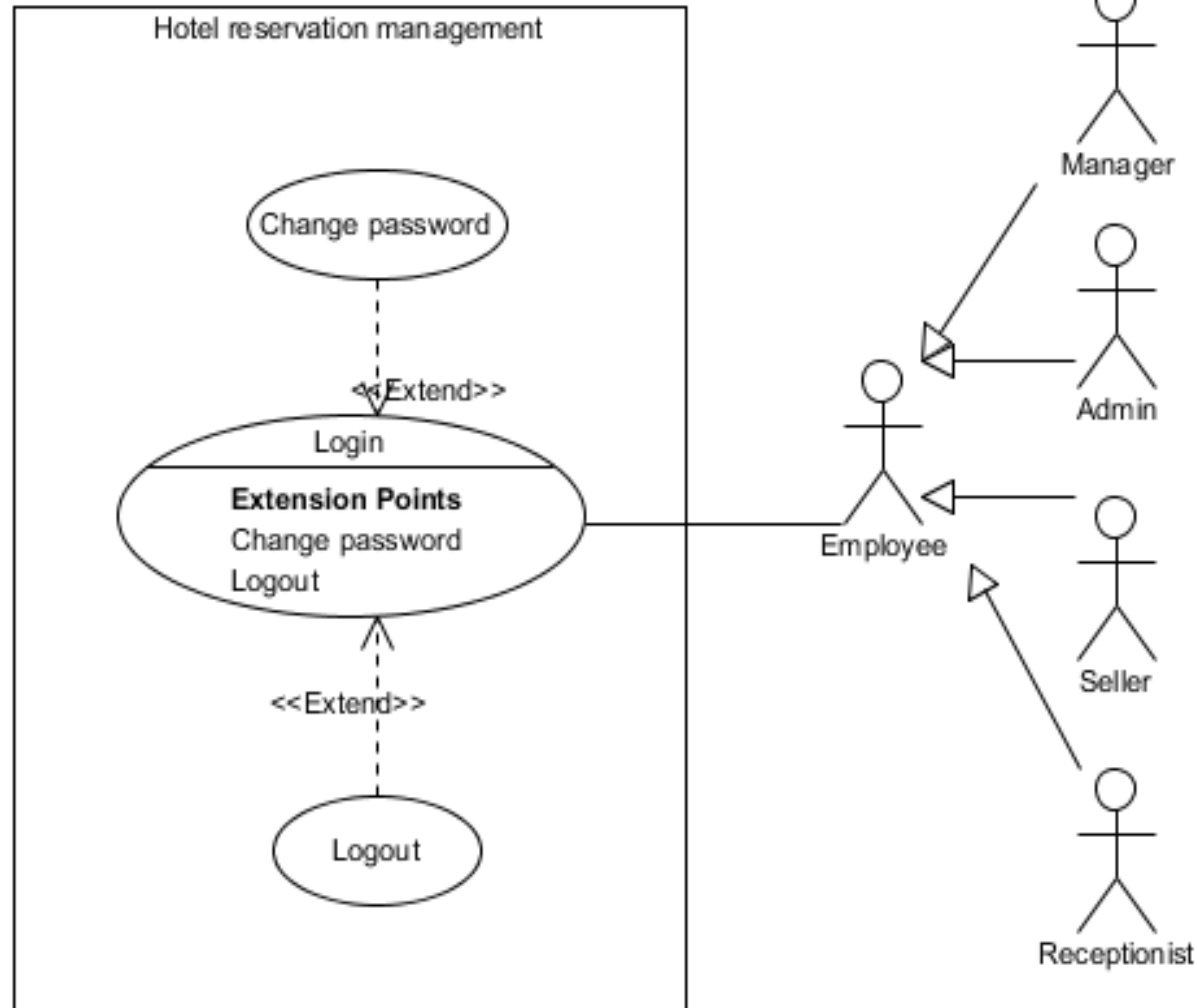 Hotel reservation management
Change password
<<Extend>>
Login
Extension Points
Change password
Logout
<<Extend>>
Logout
Employee
Manager
Admin
Seller
Receptionist